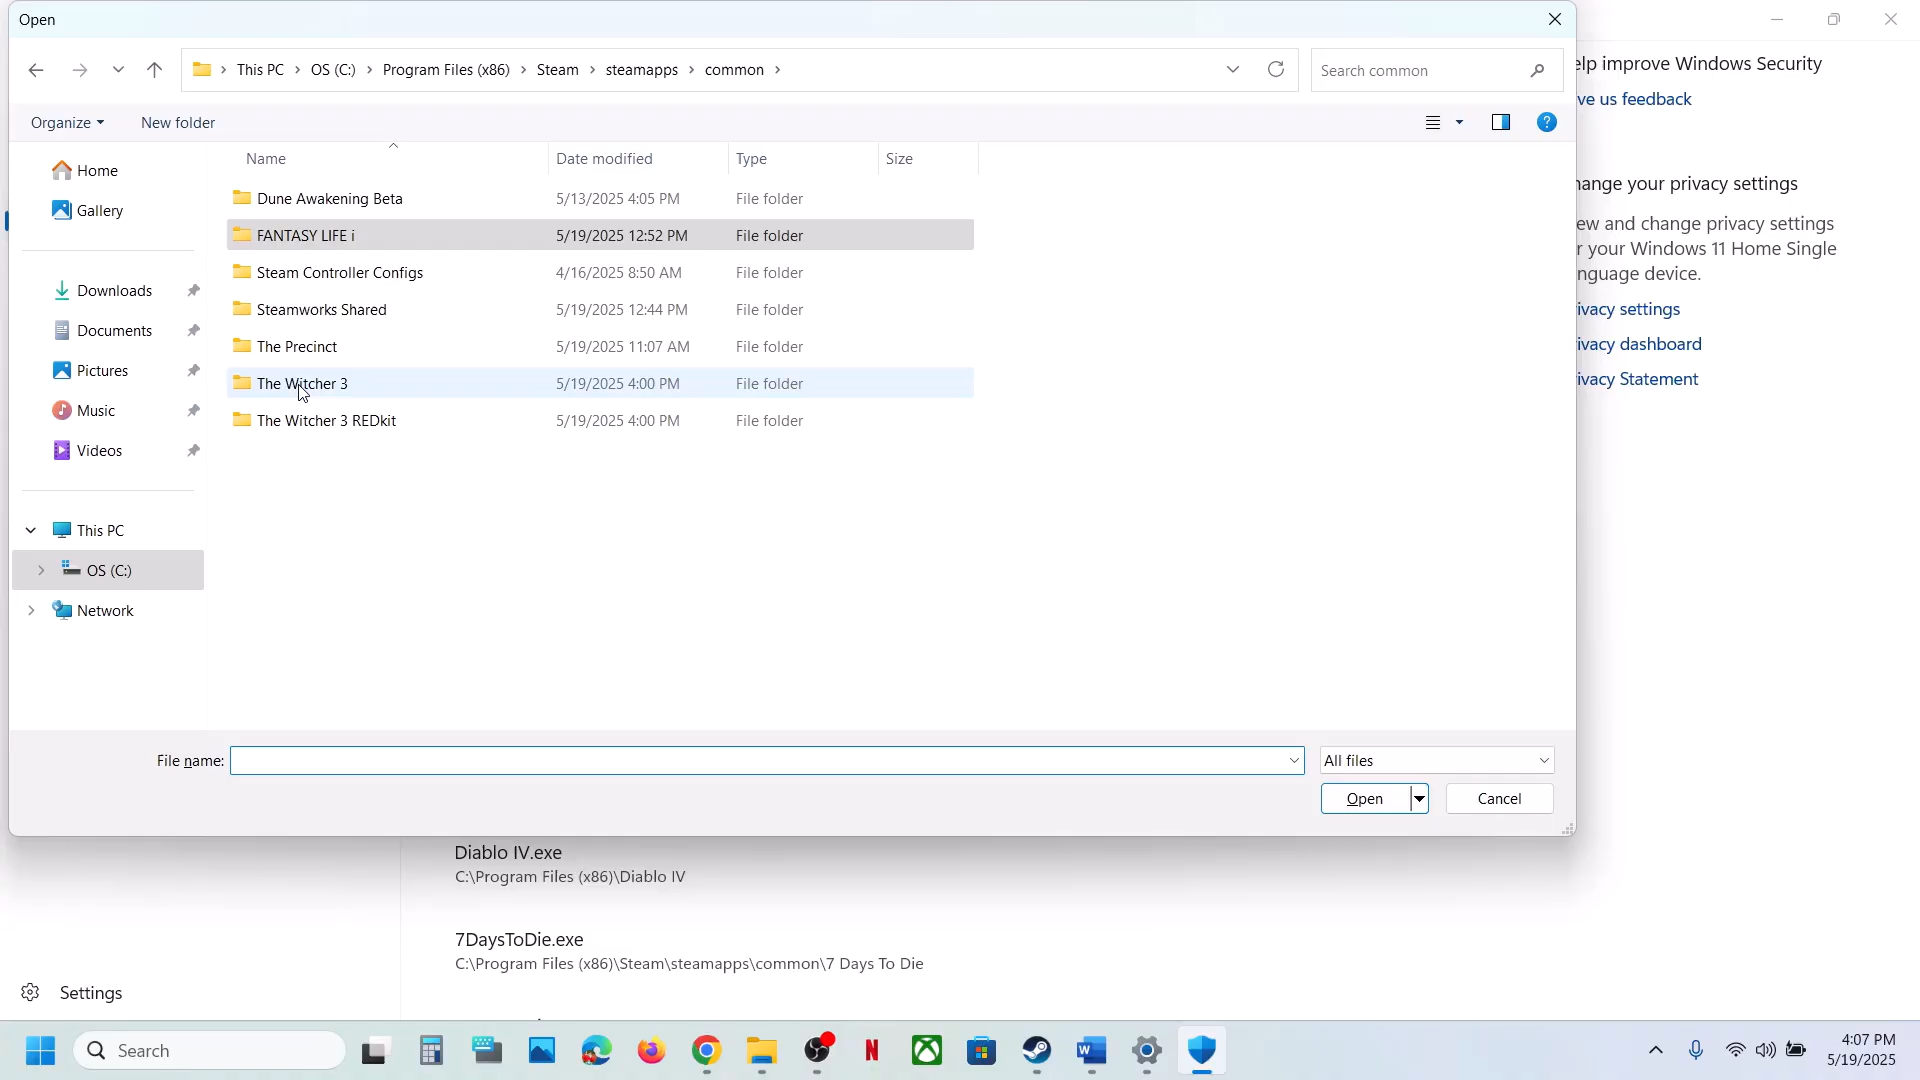 Open
This PC > OS (C:) > Program Files (x86) > Steam > steamapps > common >
Search common
Organize
New folder
Name
Date modified
Type
Size
Home
Gallery
Downloads
Documents
Pictures
Music
Videos
This PC
OS (C:)
Network
Dune Awakening Beta 5/13/2025 4:05 PM File folder
FANTASY LIFE i 5/19/2025 12:52 PM File folder
Steam Controller Configs 4/16/2025 8:50 AM File folder
Steamworks Shared 5/19/2025 12:44 PM File folder
The Precinct 5/19/2025 11:07 AM File folder
The Witcher 3 5/19/2025 4:00 PM File folder
The Witcher 3 REDkit 5/19/2025 4:00 PM File folder
File name:
All files
Open
Cancel
elp improve Windows Security
ve us feedback
hange your privacy settings
ew and change privacy settings
r your Windows 11 Home Single
nguage device.
ivacy settings
ivacy dashboard
ivacy Statement
Diablo IV.exe
C:\Program Files (x86)\Diablo IV
7DaysToDie.exe
C:\Program Files (x86)\Steam\steamapps\common\7 Days To Die
Settings
Search
4:07 PM
5/19/2025